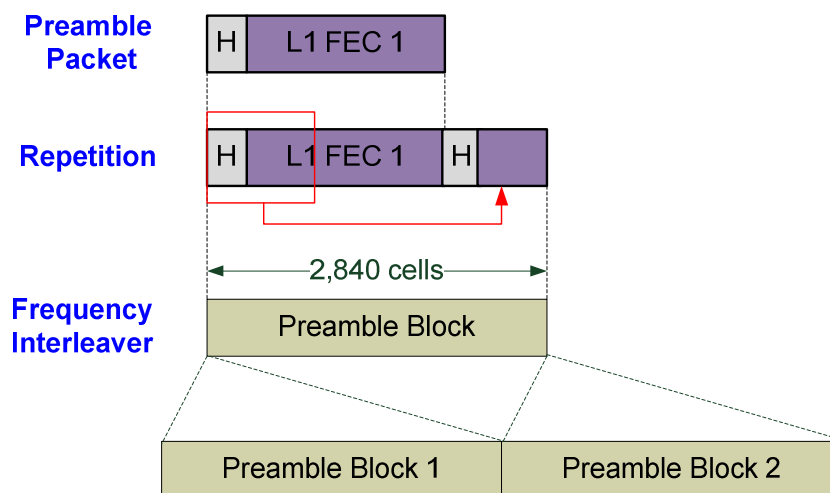 Preamble
Packet
H
L1 FEC 1
Repetition
H
L1 FEC 1
H
2,840 cells
Frequency
Interleaver
Preamble Block
Preamble Block 1
Preamble Block 2